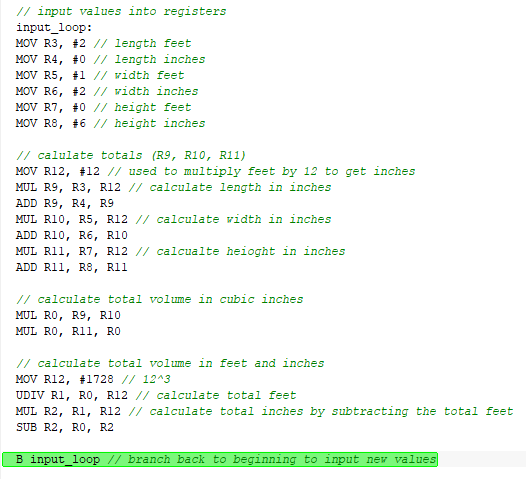 // input values into registers
input_loop:
MOV R3, #2 // length feet
MOV R4, #0 // length inches
MOV R5, #1 // width feet
MOV R6, #2 // width inches
MOV R7, #0 // height feet
MOV R8, #6 // height inches
// calulate totals (R9, R10, R11)
MOV R12, #12 // used to multiply feet by 12 to get inches
MUL R9, R3, R12 // calculate length in inches
ADD R9, R4, R9
MUL R10, R5, R12 // calculate width in inches
ADD R10, R6, R10
MUL R11, R7, R12 // calcualte heioght in inches
ADD R11, R8, R11
// calculate total volume in cubic inches
MUL R0, R9, R10
MUL R0, R11, R0
// calculate total volume in feet and inches
MOV R12, #1728 // 12^3
UDIV R1, R0, R12 // calculate total feet
MUL R2, R1, R12 // calculate total inches by subtracting the total feet
SUB R2, R0, R2
B input_loop // branch back to beginning to input new values